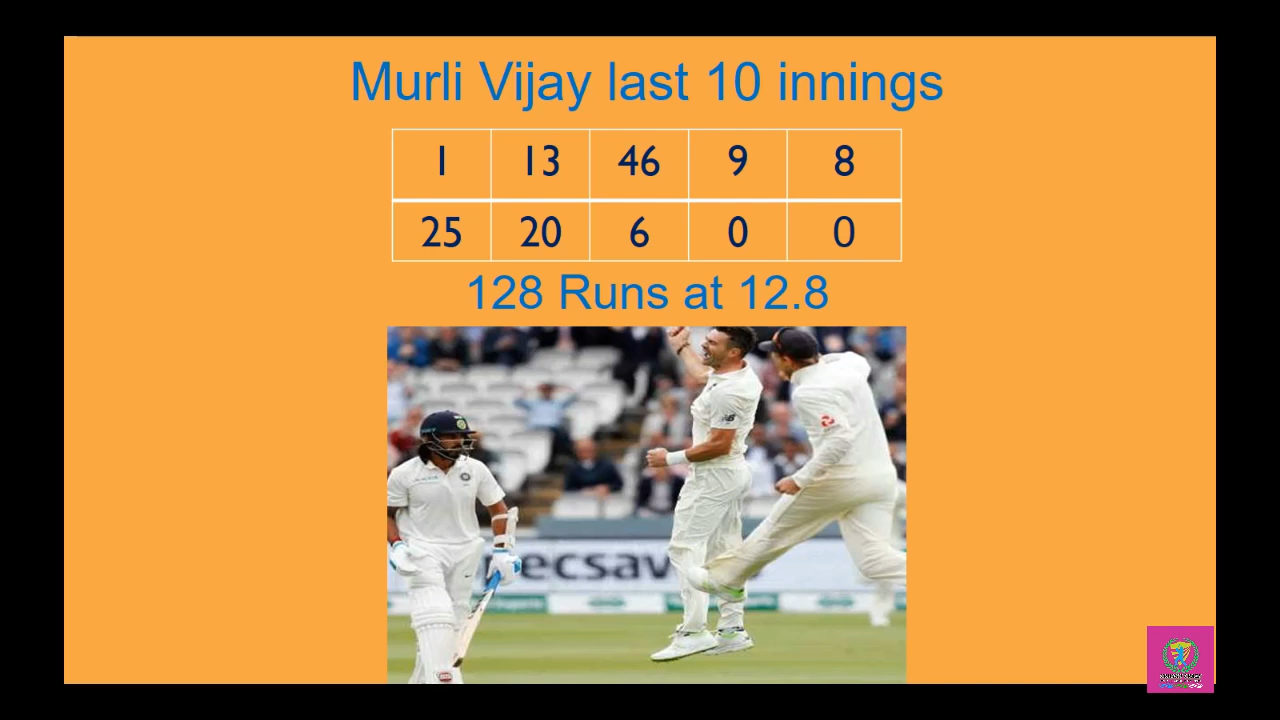 Murli Vijay last 10 innings
1 13 46 9 8
25 20 6 0 0
128 Runs at 12.8
ecsav